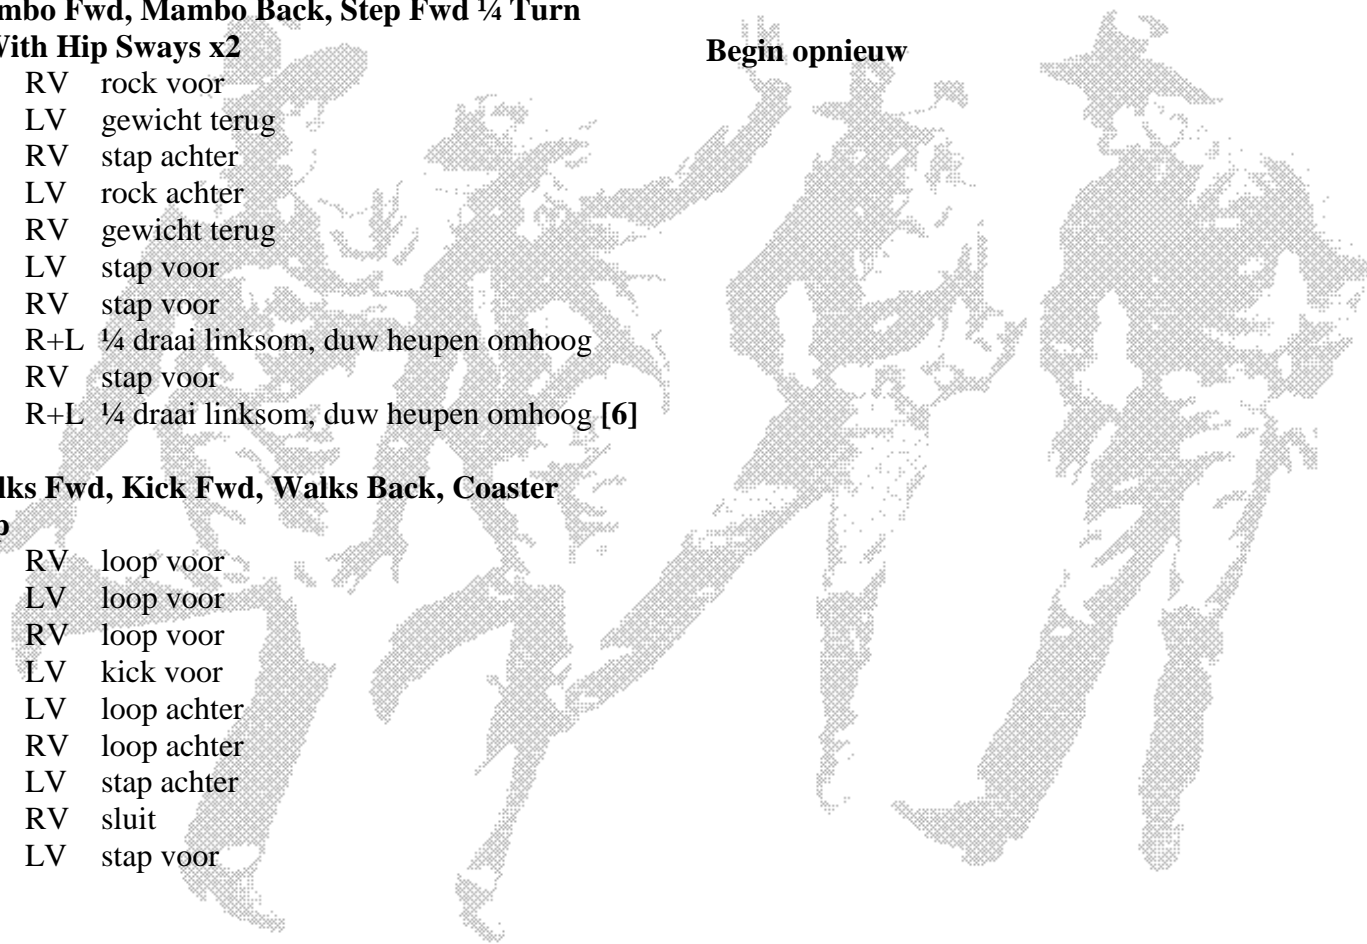 mbo Fwd, Mambo Back, Step Fwd ¼ Turn
With Hip Sways x2
RV rock voor
LV gewicht terug
RV stap achter
LV rock achter
RV gewicht terug
LV stap voor
RV stap voor
R+L ¼ draai linksom, duw heupen omhoog
RV stap voor
R+L ¼ draai linksom, duw heupen omhoog [6]
lks Fwd, Kick Fwd, Walks Back, Coaster
p
RV loop voor
LV loop voor
RV loop voor
LV kick voor
LV loop achter
RV loop achter
LV stap achter
RV sluit
LV stap voor
Begin opnieuw